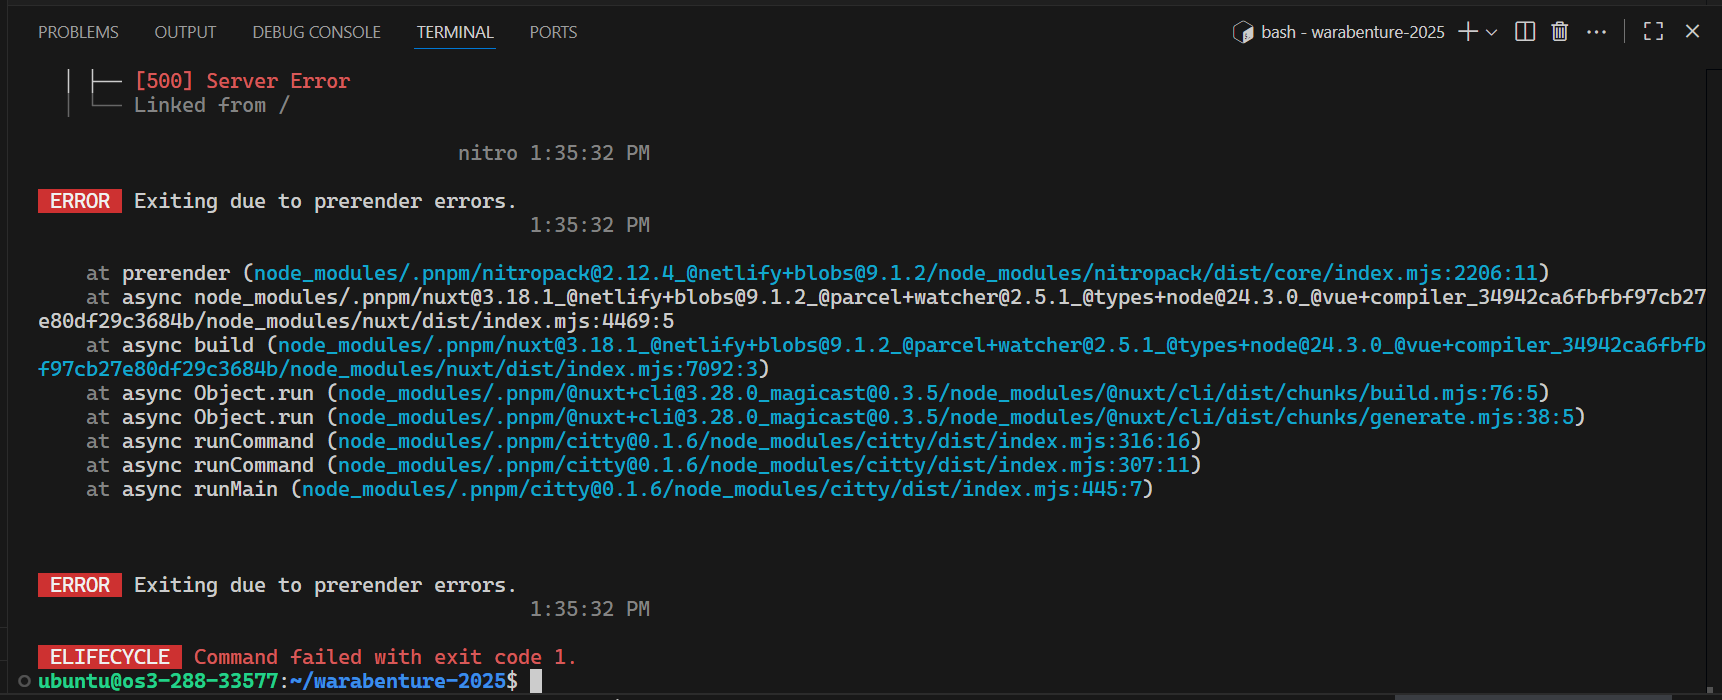 PROBLEMS OUTPUT DEBUG CONSOLE TERMINAL PORTS bash - warabenture-2025
[500] Server Error
Linked from /
nitro 1:35:32 PM
ERROR Exiting due to prerender errors.
1:35:32 PM
at prerender (node_modules/.pnpm/nitropack@2.12.4_@netlify+blobs@9.1.2/node_modules/nitropack/dist/core/index.mjs:2206:11)
at async node_modules/.pnpm/nuxt@3.18.1_@netlify+blobs@9.1.2_@parcel+watcher@2.5.1_@types+node@24.3.0_@vue+compiler_34942ca6fbfbf97cb27
e80df29c3684b/node_modules/nuxt/dist/index.mjs:4469:5
at async build (node_modules/.pnpm/nuxt@3.18.1_@netlify+blobs@9.1.2_@parcel+watcher@2.5.1_@types+node@24.3.0_@vue+compiler_34942ca6fbfb
f97cb27e80df29c3684b/node_modules/nuxt/dist/index.mjs:7092:3)
at async Object.run (node_modules/.pnpm/@nuxt+cli@3.28.0_magicast@0.3.5/node_modules/@nuxt/cli/dist/chunks/build.mjs:76:5)
at async Object.run (node_modules/.pnpm/@nuxt+cli@3.28.0_magicast@0.3.5/node_modules/@nuxt/cli/dist/chunks/generate.mjs:38:5)
at async runCommand (node_modules/.pnpm/citty@0.1.6/node_modules/citty/dist/index.mjs:316:16)
at async runCommand (node_modules/.pnpm/citty@0.1.6/node_modules/citty/dist/index.mjs:307:11)
at async runMain (node_modules/.pnpm/citty@0.1.6/node_modules/citty/dist/index.mjs:445:7)
ERROR Exiting due to prerender errors.
1:35:32 PM
ELIFECYCLE Command failed with exit code 1.
ubuntu@os3-288-33577:~/warabenture-2025$